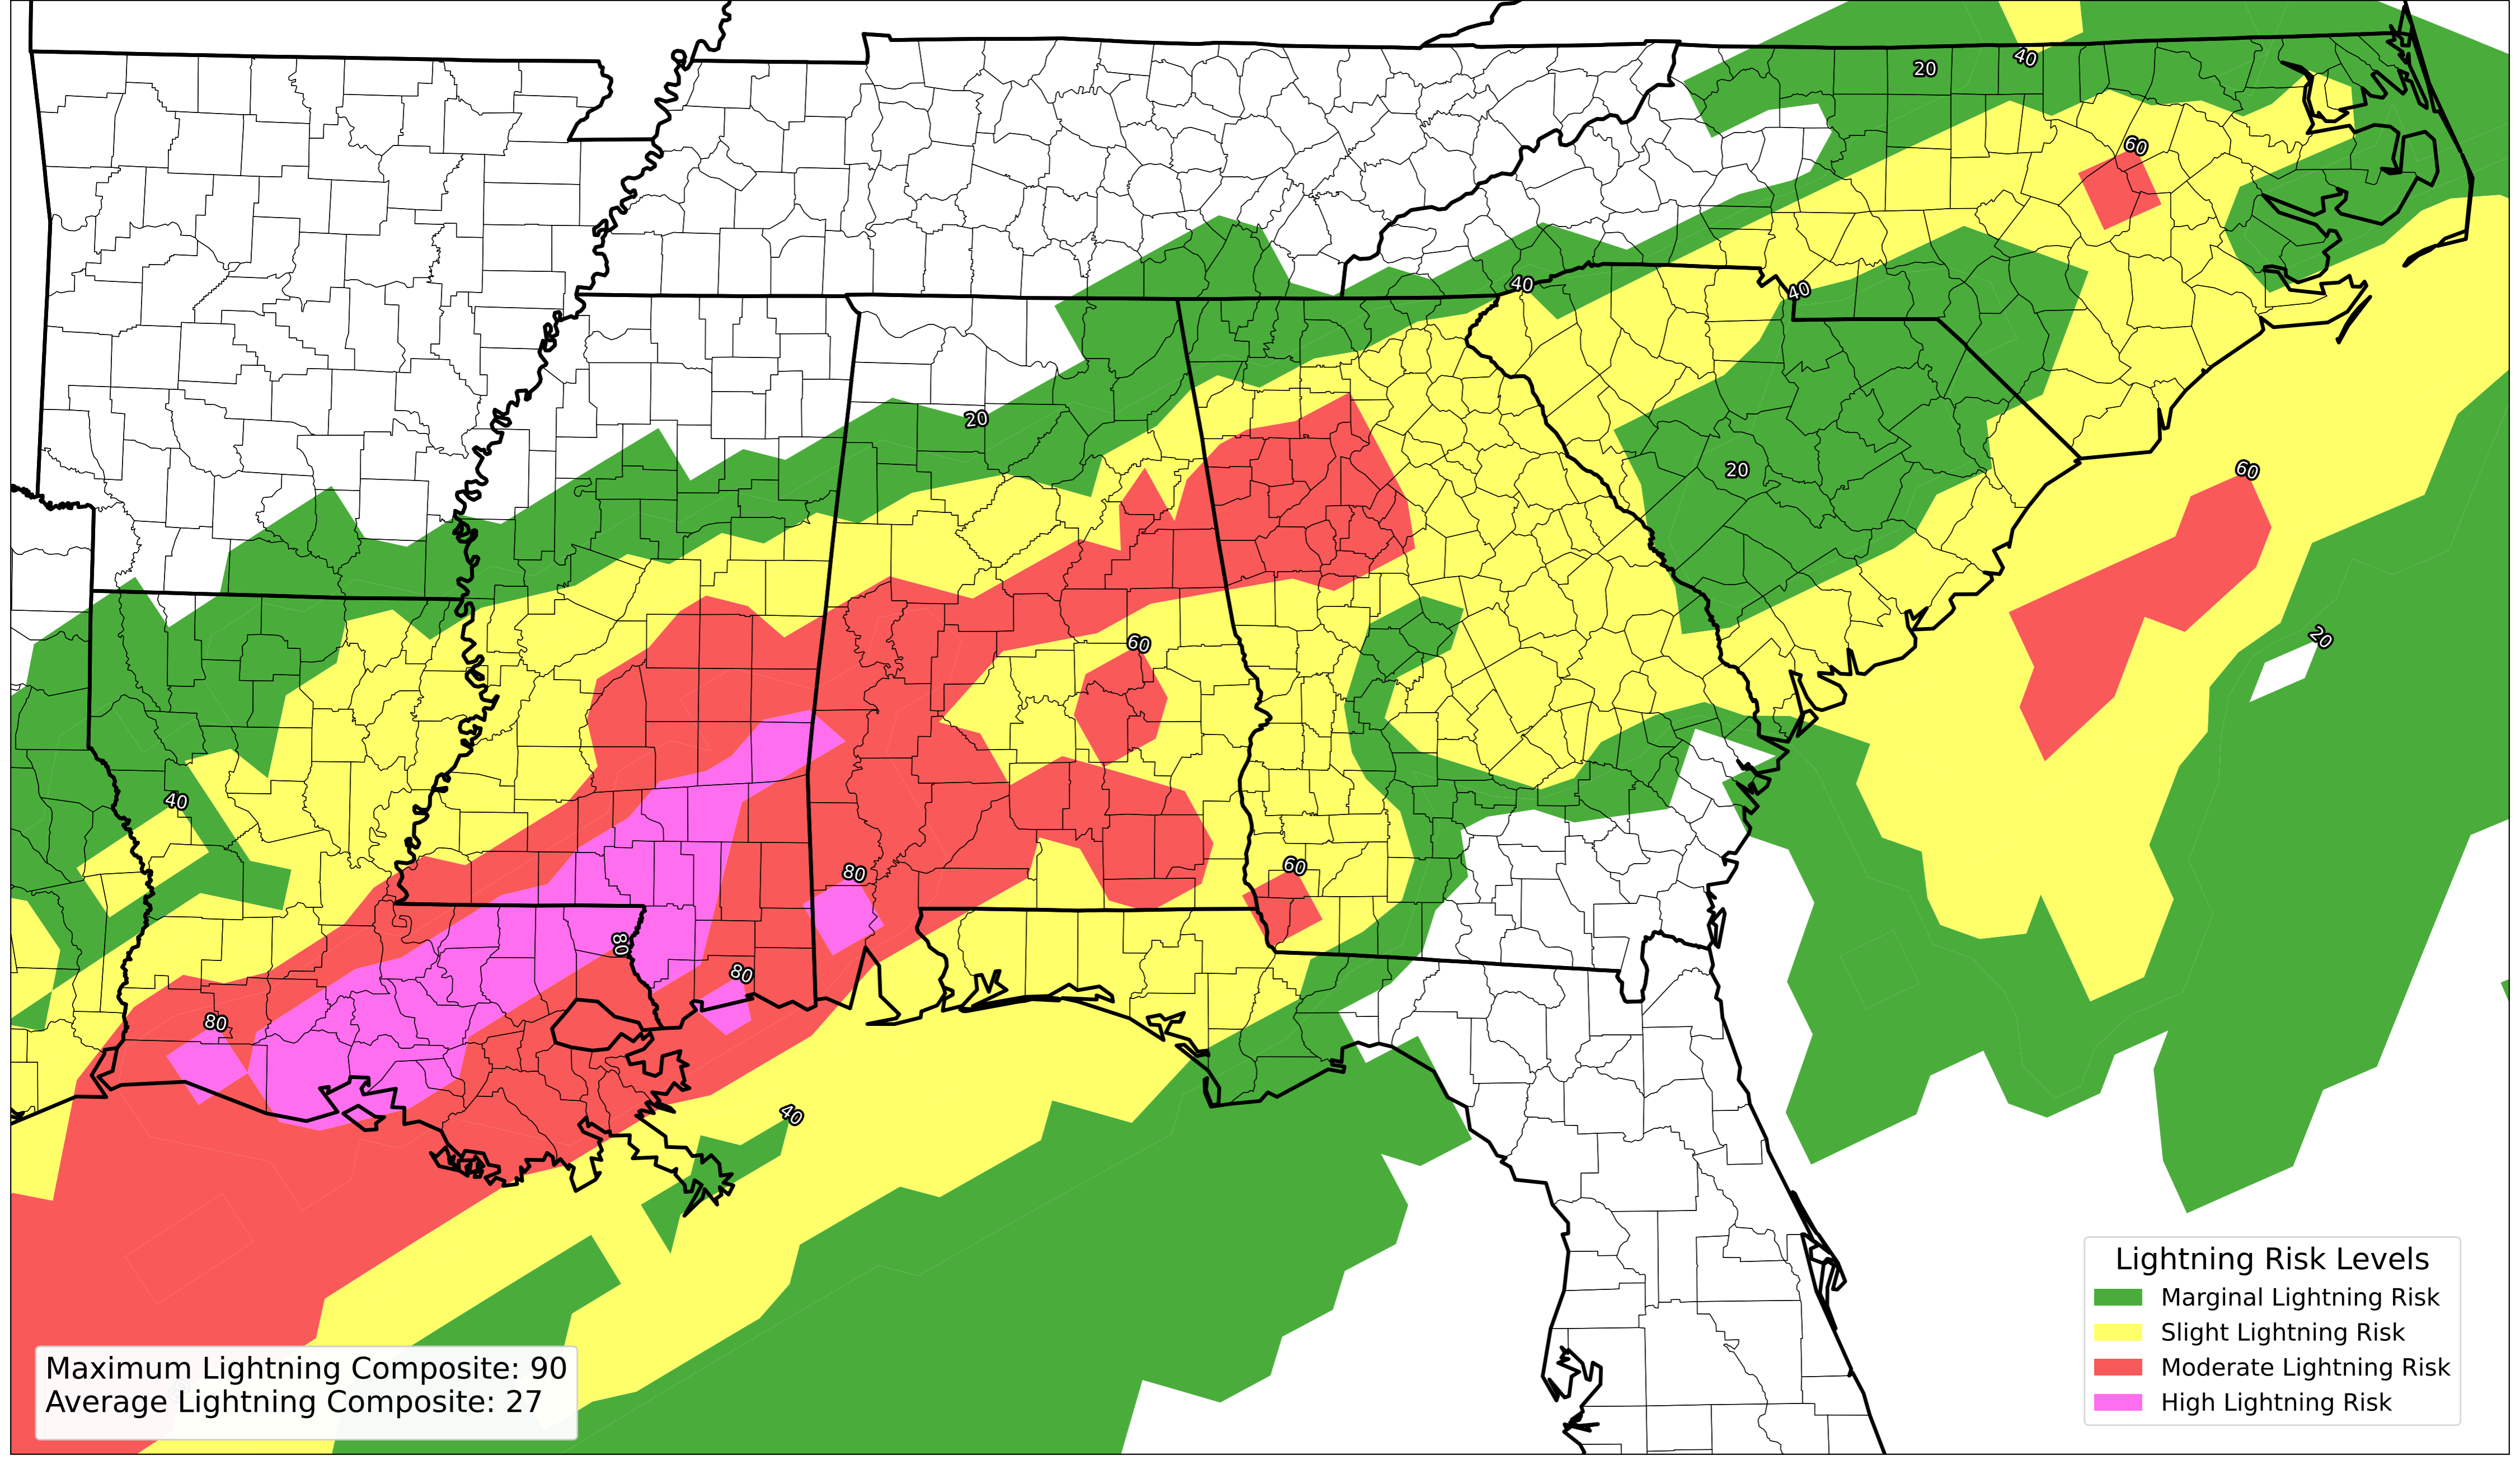 20
40
60
40
40
20
20
60
60
20
40
60
80
80
80
80
40
Lightning Risk Levels
Marginal Lightning Risk
Slight Lightning Risk
Moderate Lightning Risk
High Lightning Risk
Maximum Lightning Composite: 90
Average Lightning Composite: 27